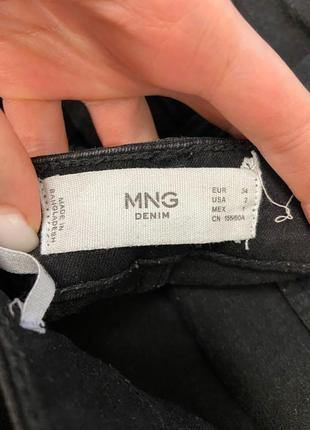 MADE IN
BANGLADESH
MNG
DENIM
EUR 34
USA 2
MEX 1
CN 155/60A